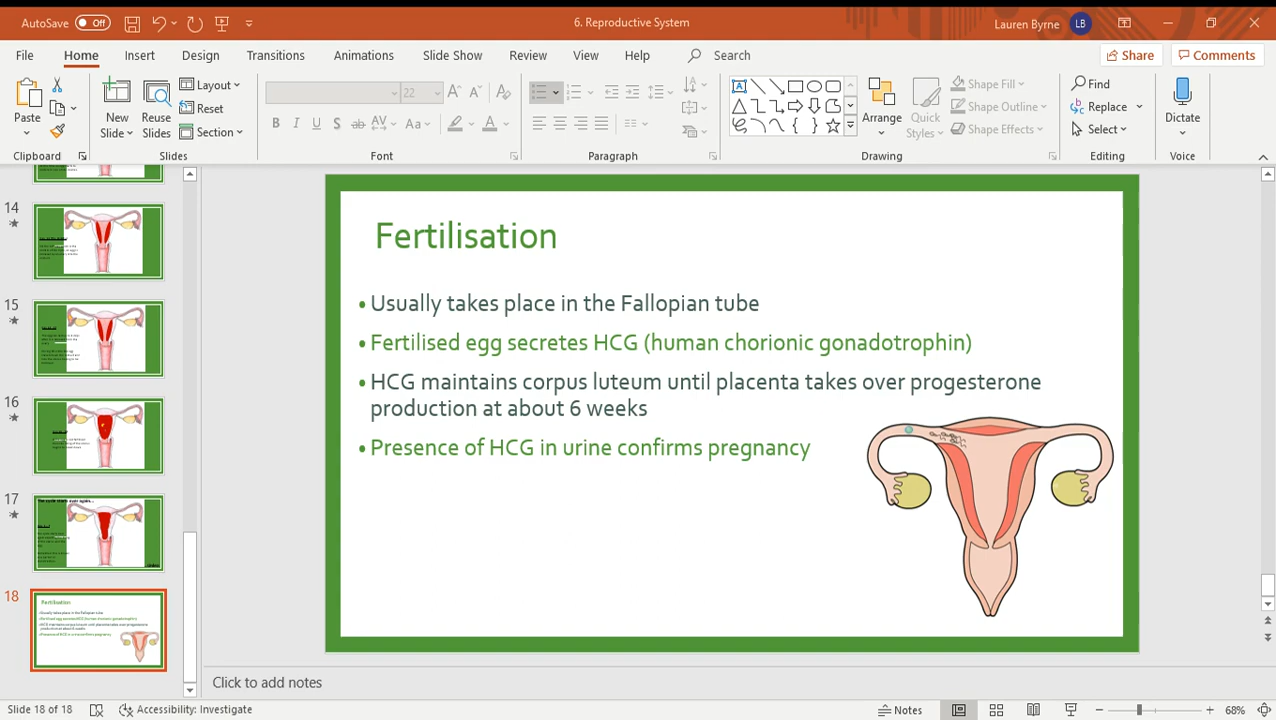 AutoSave Off 6. Reproductive System Lauren Byrne LB
File Home Insert Design Transitions Animations Slide Show Review View Help Search Share Comments
Paste New Slide Reuse Slides Layout Reset Section 22 Arrange Quick Styles Shape Fill Shape Outline Shape Effects Find Replace Select Dictate
Clipboard Slides Font Paragraph Drawing Editing Voice
14
15
16
17
18
Fertilisation
• Usually takes place in the Fallopian tube
• Fertilised egg secretes HCG (human chorionic gonadotrophin)
• HCG maintains corpus luteum until placenta takes over progesterone
production at about 6 weeks
• Presence of HCG in urine confirms pregnancy
Click to add notes
Slide 18 of 18 Accessibility: Investigate Notes 68%